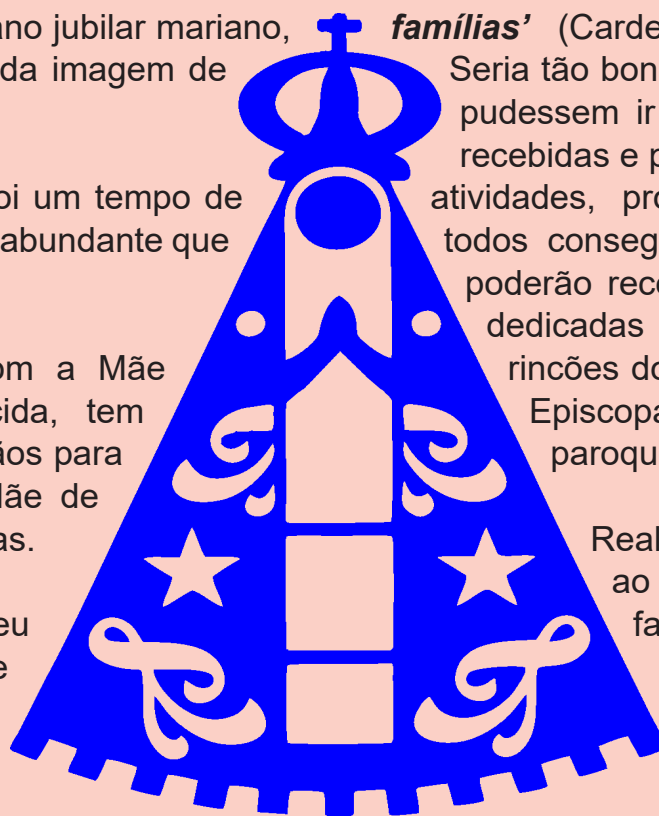 ano jubilar mariano,
da imagem de
oi um tempo de
abundante que
om a Mãe
cida, tem
ãos para
Mãe de
as.
eu
e
famílias’ (Carde
Seria tão bom
pudessem ir
recebidas e p
atividades, pro
todos conseg
poderão rece
dedicadas
rincões do
Episcopa
paroqu
Real
ao
fa